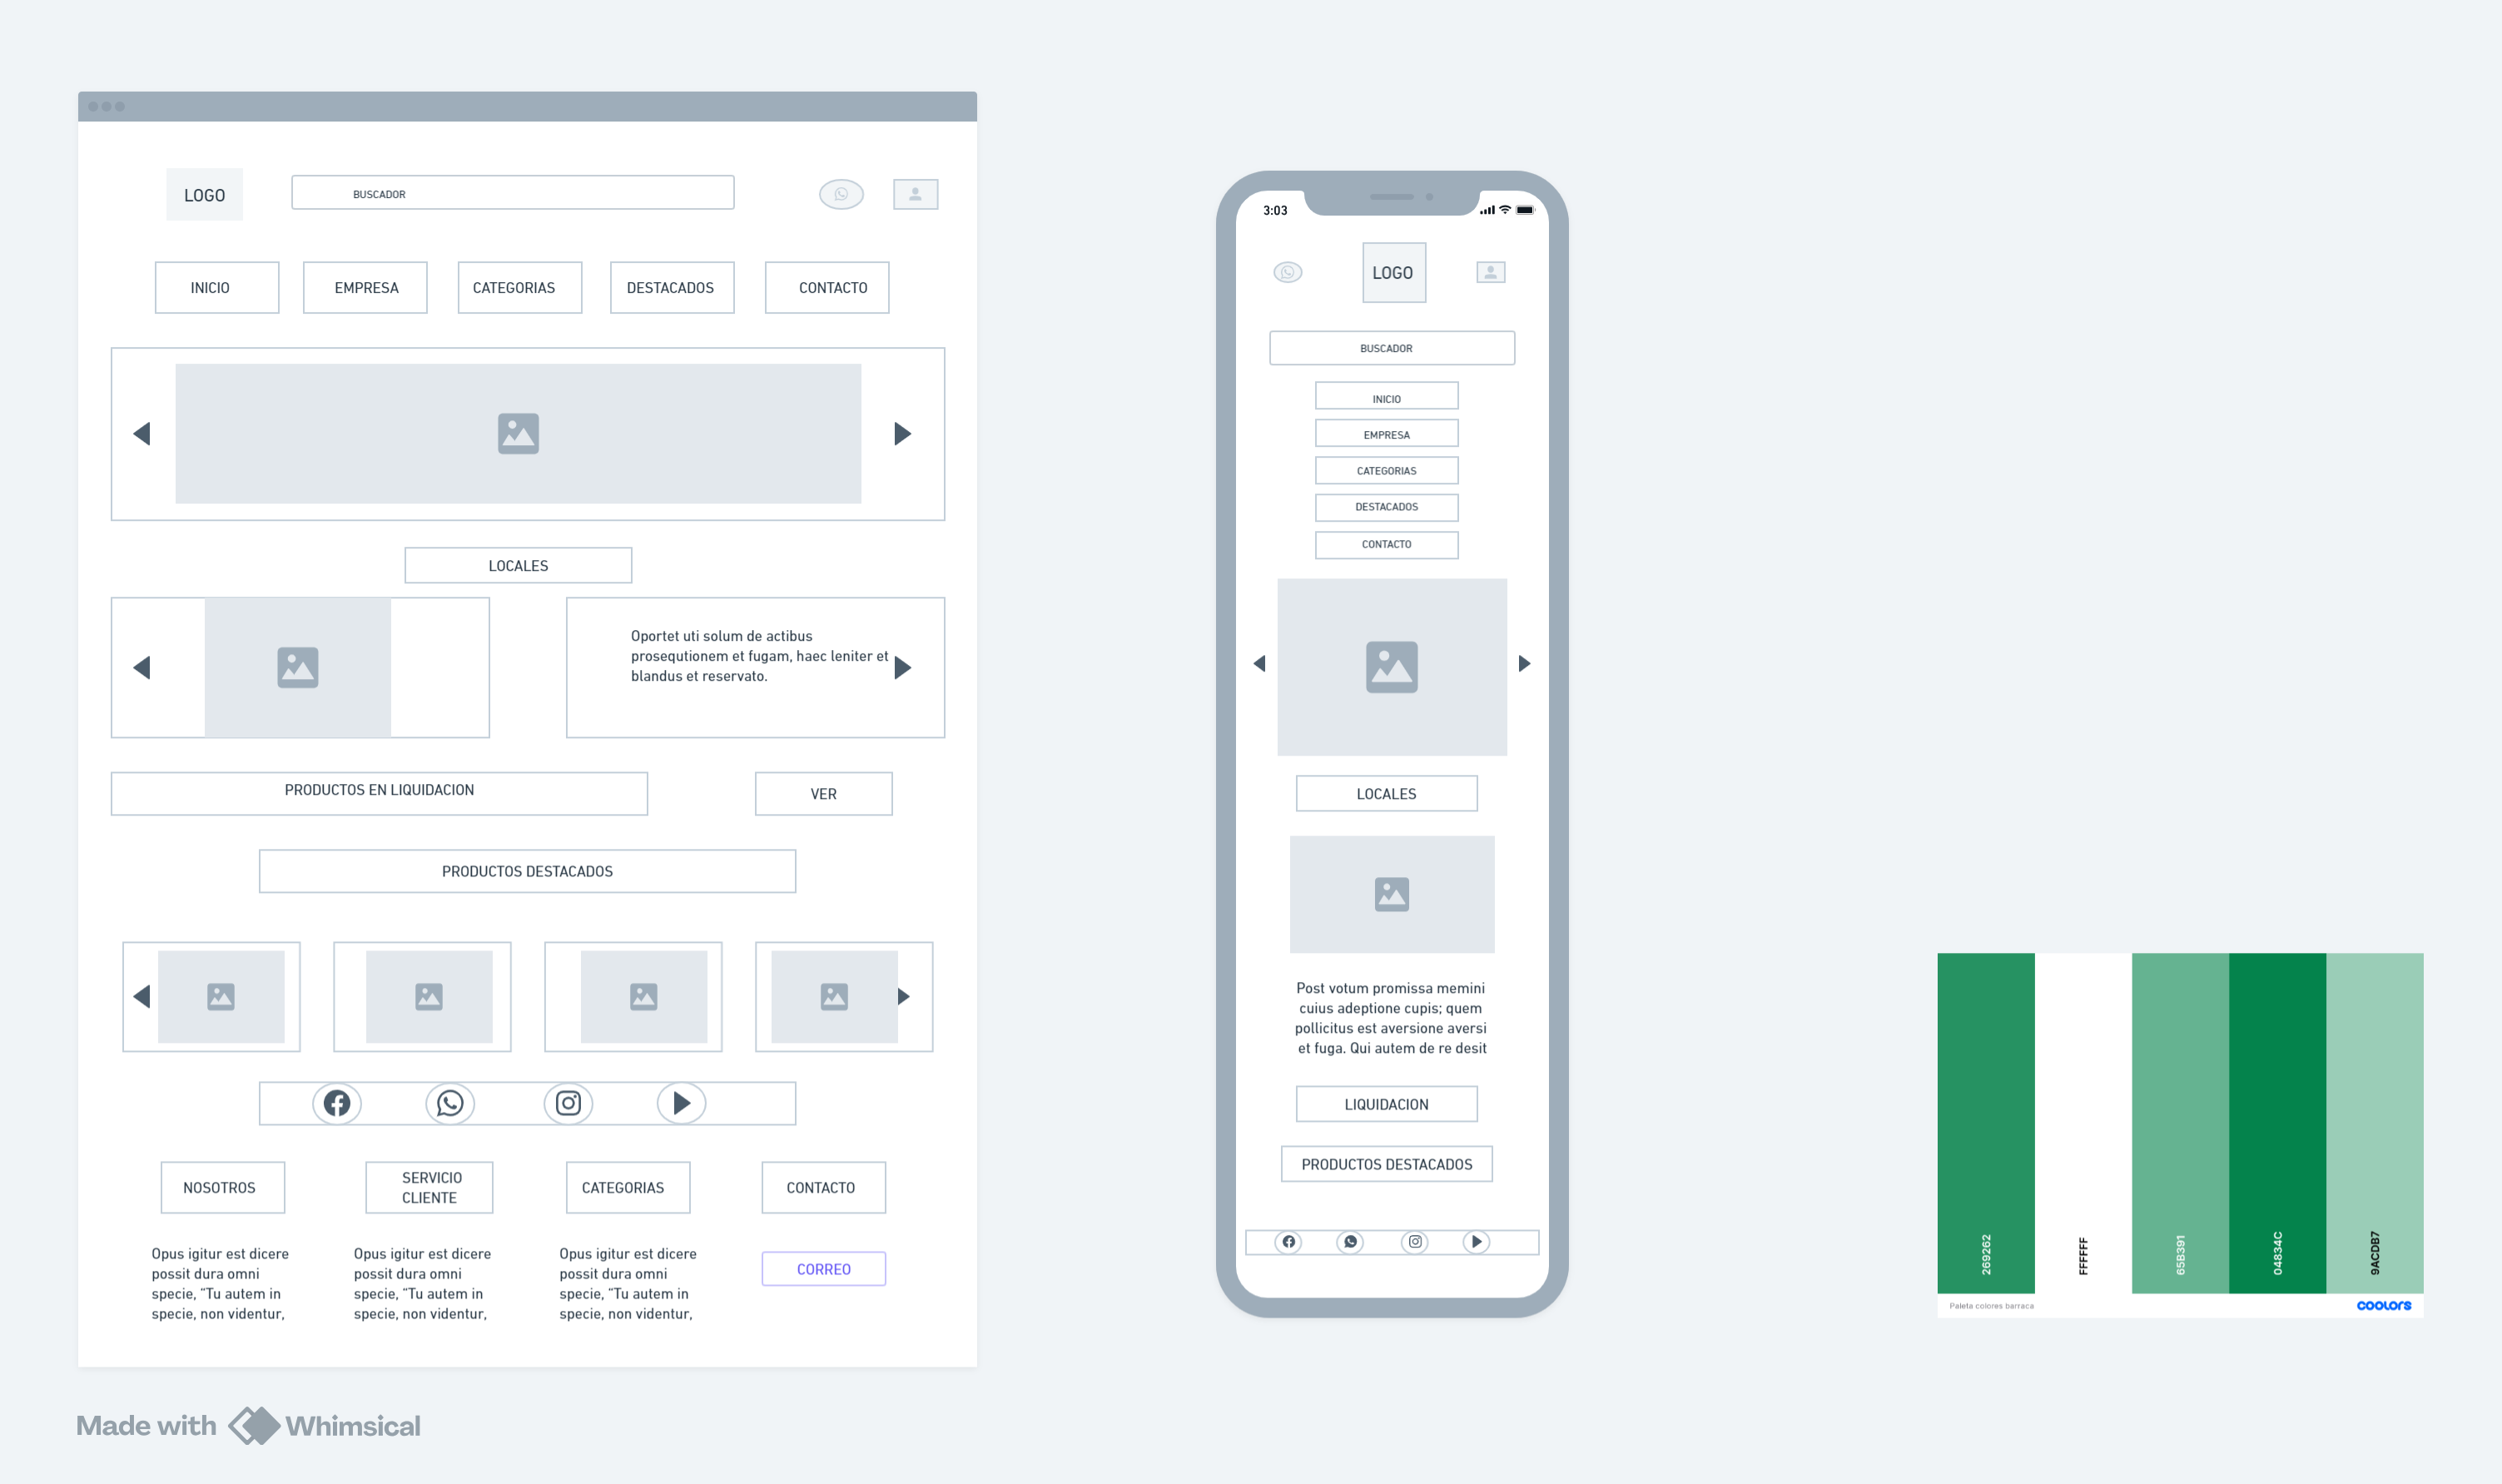 LOGO
BUSCADOR
INICIO
EMPRESA
CATEGORIAS
DESTACADOS
CONTACTO
LOCALES
Oportet uti solum de actibus
prosequtionem et fugam, haec leniter et
blandus et reservato.
PRODUCTOS EN LIQUIDACION
VER
PRODUCTOS DESTACADOS
NOSOTROS
SERVICIO
CLIENTE
CATEGORIAS
CONTACTO
Opus igitur est dicere
possit dura omni
specie, “Tu autem in
specie, non videntur,
Opus igitur est dicere
possit dura omni
specie, “Tu autem in
specie, non videntur,
Opus igitur est dicere
possit dura omni
specie, “Tu autem in
specie, non videntur,
CORREO
Made with Whimsical
3:03
LOGO
BUSCADOR
INICIO
EMPRESA
CATEGORIAS
DESTACADOS
CONTACTO
LOCALES
Post votum promissa memini
cuius adeptione cupis; quem
pollicitus est aversione aversi
et fuga. Qui autem de re desit
LIQUIDACION
PRODUCTOS DESTACADOS
269262
FFFFFF
65B391
04834C
9ACDB7
Paleta colores barraca
coolors